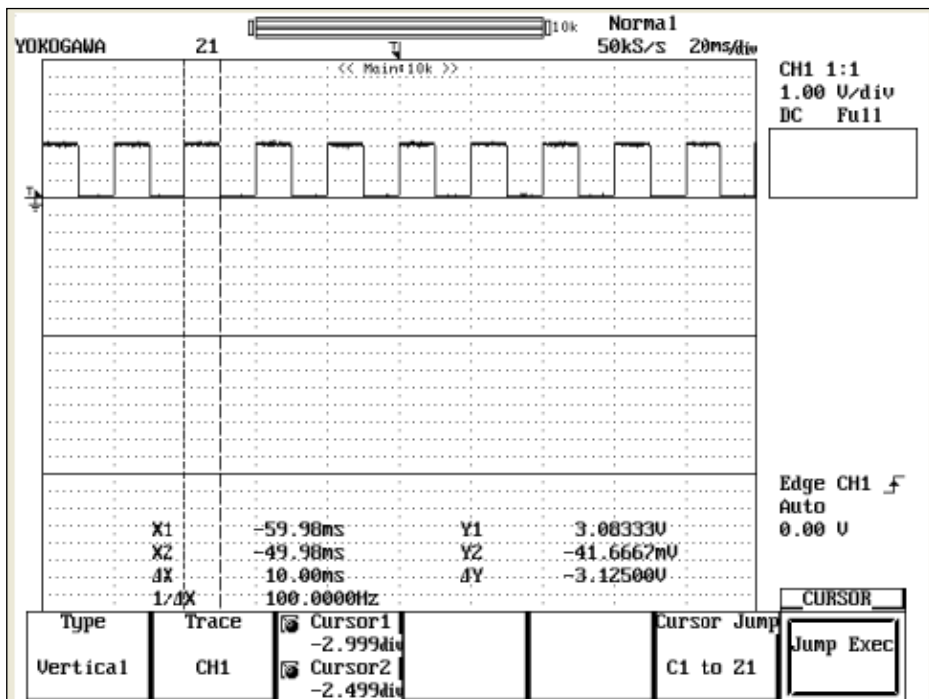 Normal
YOKOGAWA 21 10k 50kS/s 20ms/div
<< Main:10k >>
CH1 1:1
1.00 V/div
DC Full
Edge CH1
Auto
0.00 V
X1 -59.98ms Y1 3.08333V
X2 -49.98ms Y2 -41.6667mV
ΔX 10.00ms ΔY -3.12500V
1/ΔX 100.0000Hz
CURSOR
Type Trace Cursor1 Cursor Jump
-2.999div Jump Exec
Vertical CH1 Cursor2 C1 to Z1
-2.499div